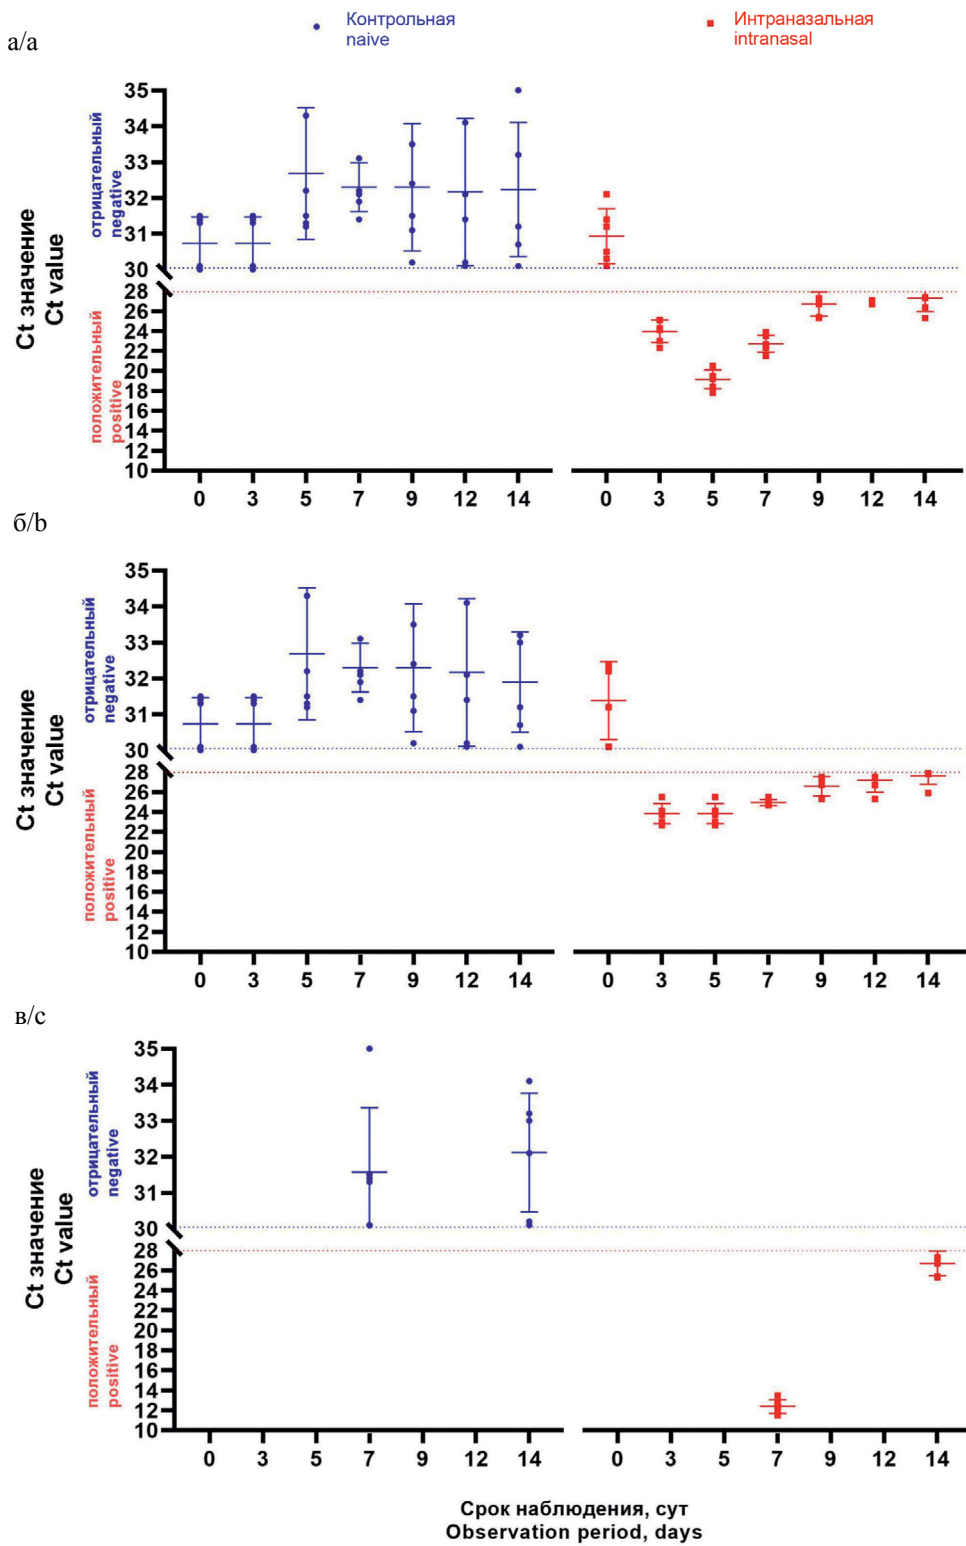 Контрольная
naive
Интраназальная
intranasal
а/a
Ct значение
Ct value
отрицательный
negative
положительный
positive
35
34
33
32
31
30
28
26
24
22
20
18
16
14
12
10
0 3 5 7 9 12 14 0 3 5 7 9 12 14
б/b
Ct значение
Ct value
отрицательный
negative
положительный
positive
35
34
33
32
31
30
28
26
24
22
20
18
16
14
12
10
0 3 5 7 9 12 14 0 3 5 7 9 12 14
в/c
Ct значение
Ct value
отрицательный
negative
положительный
positive
35
34
33
32
31
30
28
26
24
22
20
18
16
14
12
10
0 3 5 7 9 12 14 0 3 5 7 9 12 14
Срок наблюдения, сут
Observation period, days